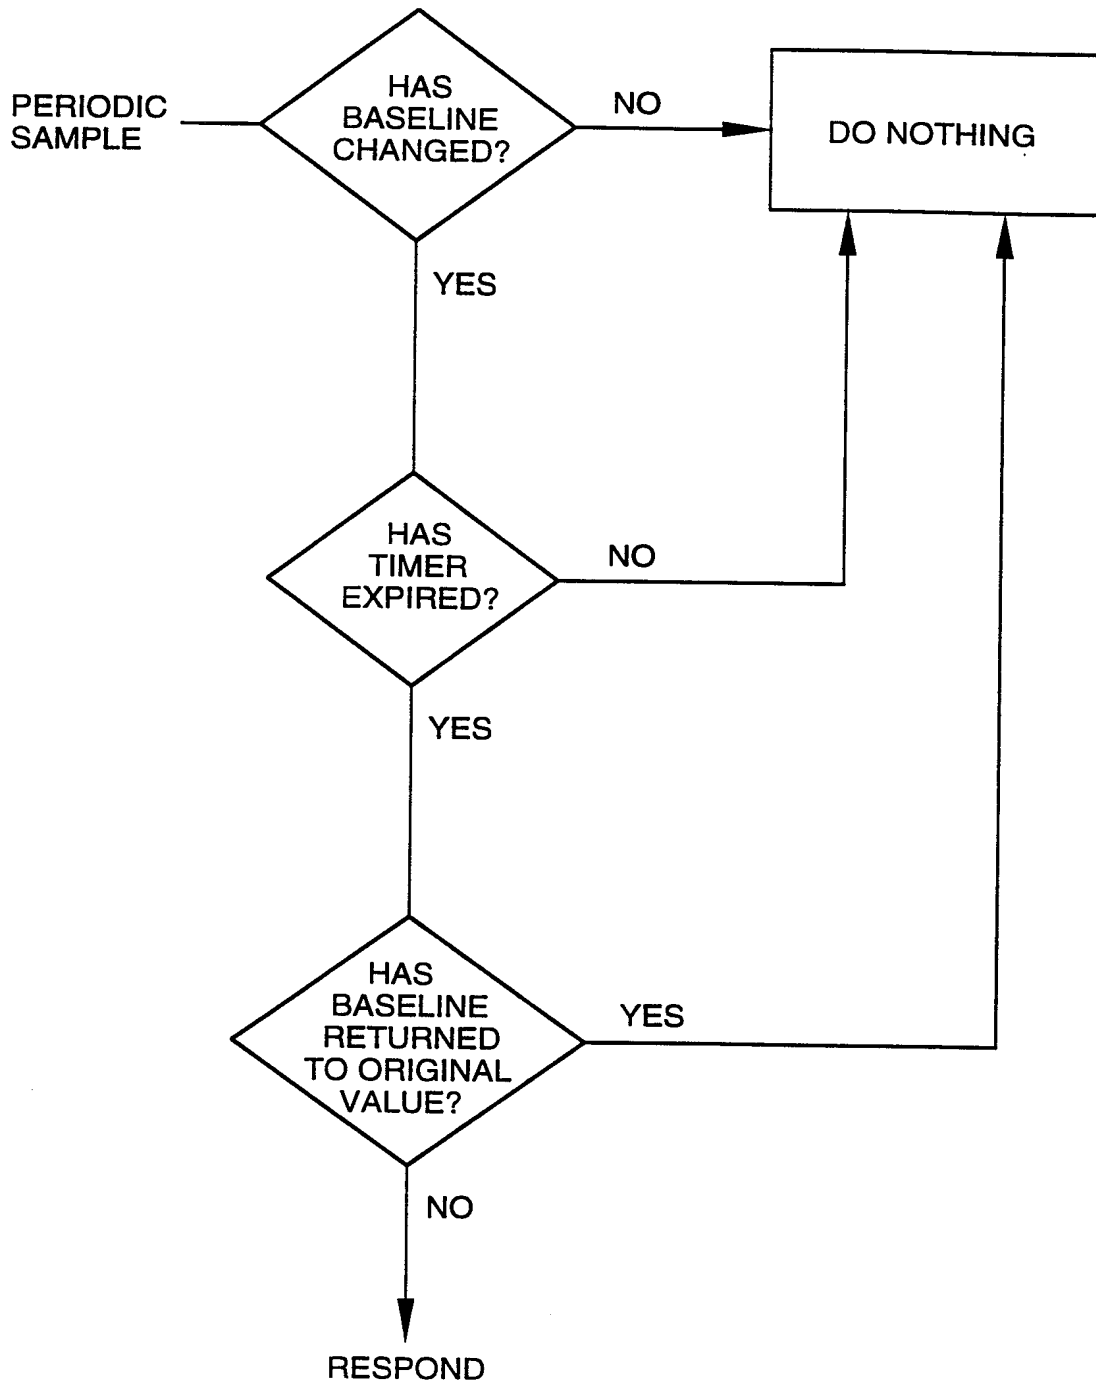 PERIODIC
SAMPLE
HAS
BASELINE
CHANGED?
NO
DO NOTHING
YES
HAS
TIMER
EXPIRED?
NO
YES
HAS
BASELINE
RETURNED
TO ORIGINAL
VALUE?
YES
NO
RESPOND